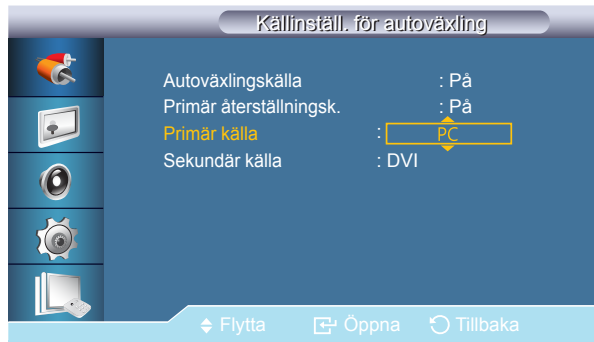 Källinställ. för autoväxling
Autoväxlingskälla : På
Primär återställningsk. : På
Primär källa : PC
Sekundär källa : DVI
Flytta Öppna Tillbaka